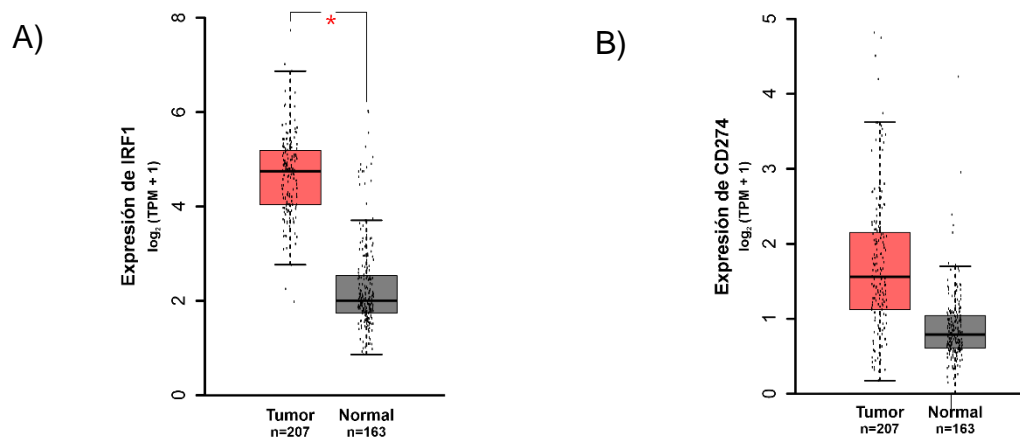 A)
Expresión de IRF1
log₂ (TPM + 1)
8
6
4
2
0
*
Tumor
n=207
Normal
n=163
B)
Expresión de CD274
log₂ (TPM + 1)
5
4
3
2
1
0
Tumor
n=207
Normal
n=163